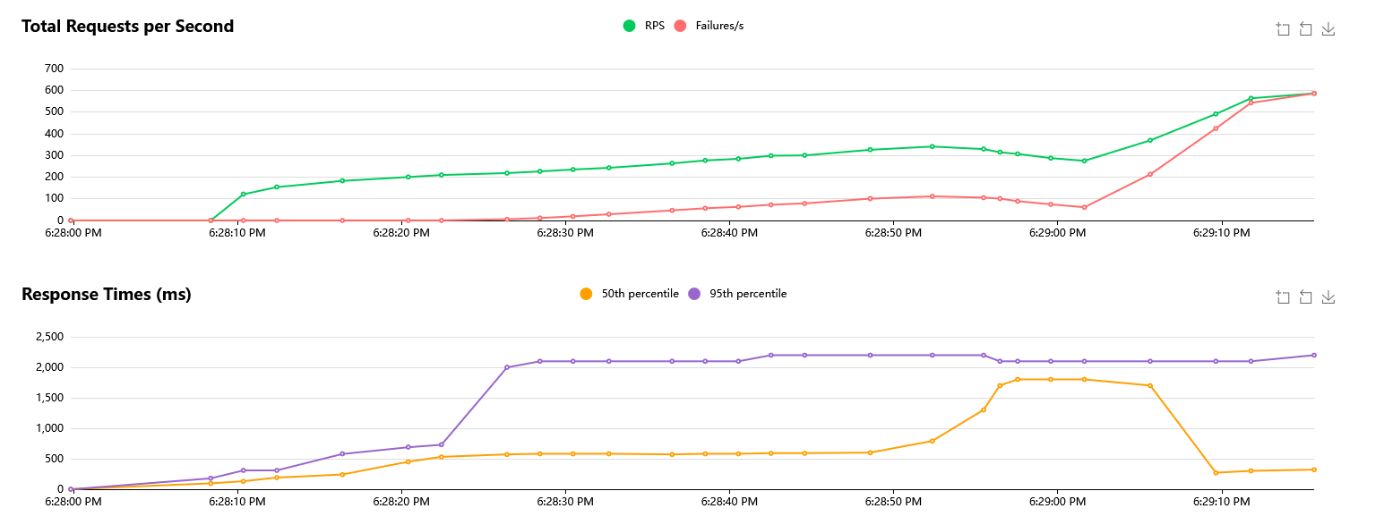 Total Requests per Second
RPS Failures/s
700
600
500
400
300
200
100
0
6:28:00 PM 6:28:10 PM 6:28:20 PM 6:28:30 PM 6:28:40 PM 6:28:50 PM 6:29:00 PM 6:29:10 PM
Response Times (ms)
50th percentile 95th percentile
2,500
2,000
1,500
1,000
500
0
6:28:00 PM 6:28:10 PM 6:28:20 PM 6:28:30 PM 6:28:40 PM 6:28:50 PM 6:29:00 PM 6:29:10 PM